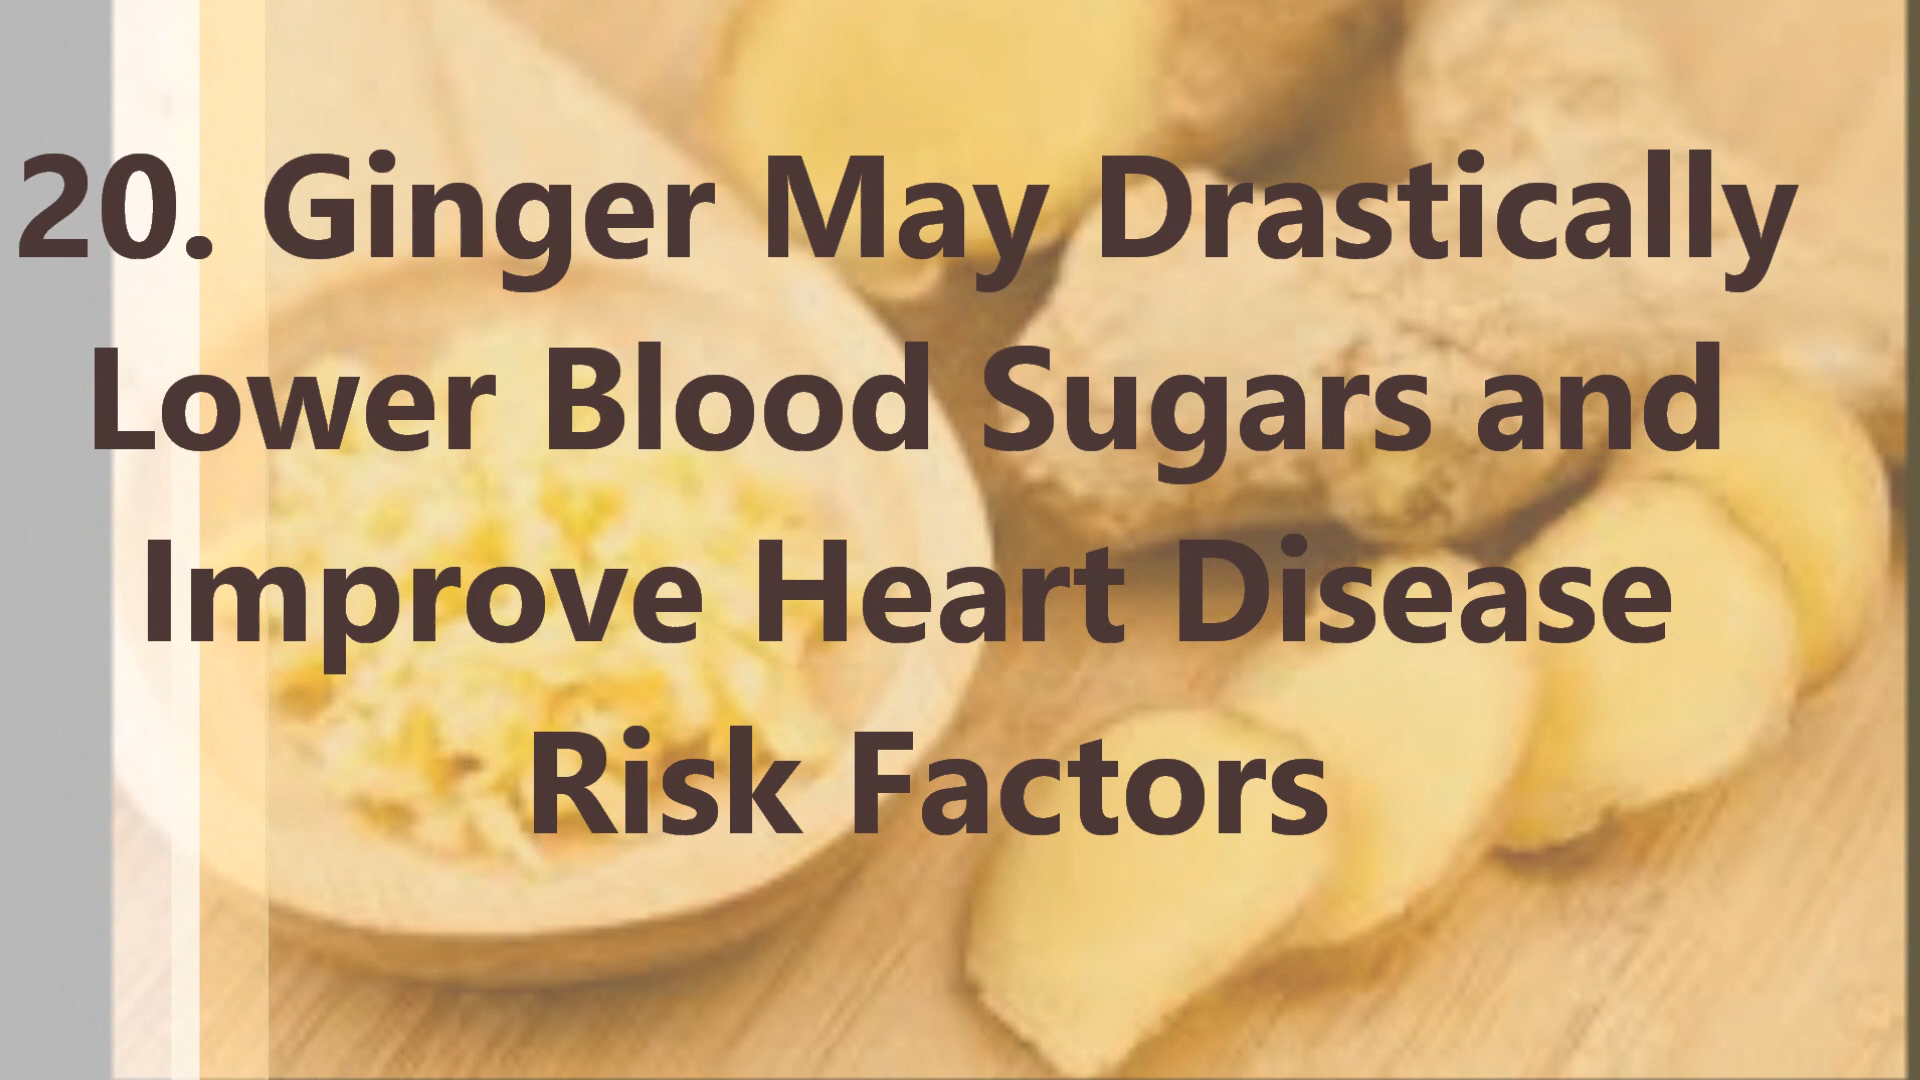 20. Ginger May Drastically
Lower Blood Sugars and
Improve Heart Disease
Risk Factors